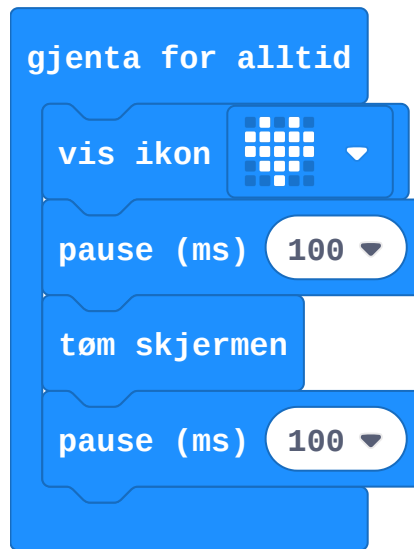 gjenta for alltid
vis ikon
pause (ms) 100
tøm skjermen
pause (ms) 100